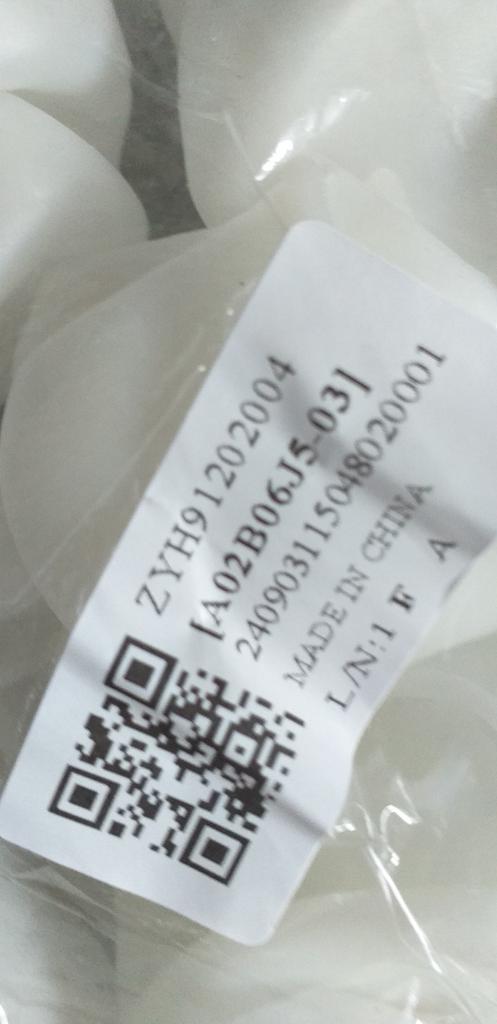 ZYH91202004
[A02B06J5-03]
240903115048020001
MADE IN CHINA
L/N:1 F A